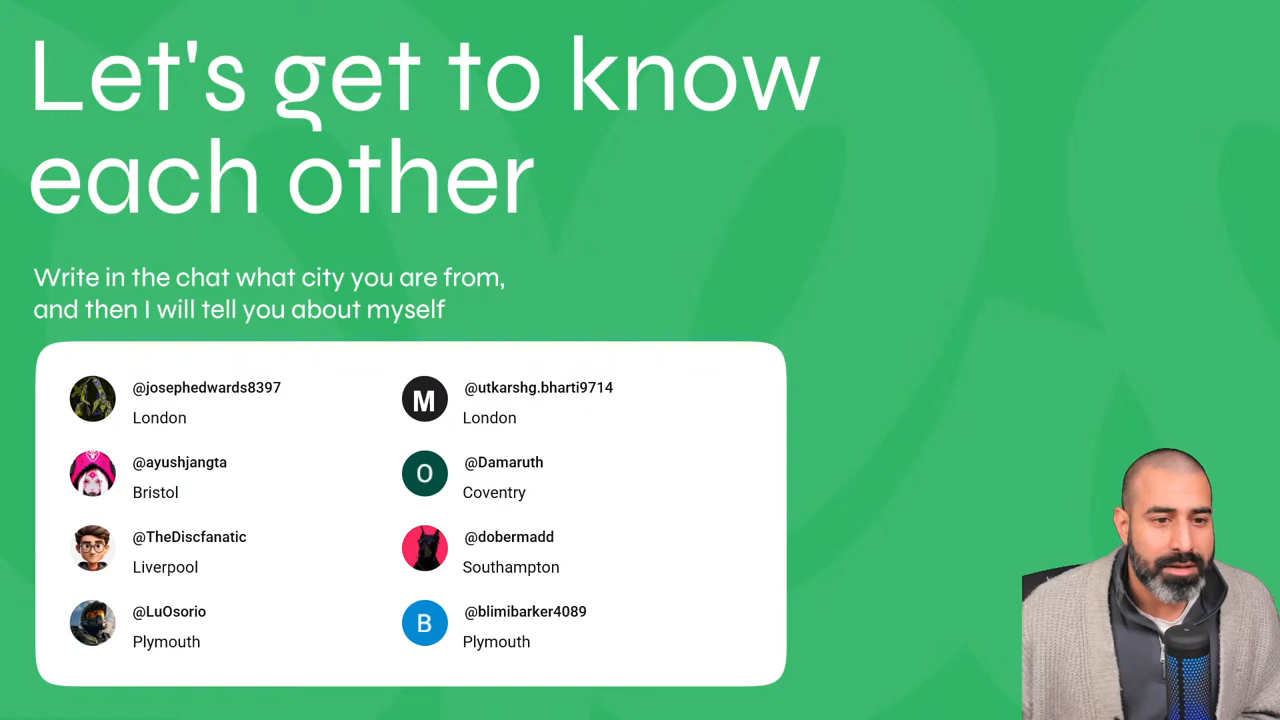 Let's get to know
each other
Write in the chat what city you are from,
and then I will tell you about myself
@josephedwards8397
London
@ayushjangta
Bristol
@TheDiscfanatic
Liverpool
@LuOsorio
Plymouth
M
@utkarshg.bharti9714
London
O
@Damaruth
Coventry
@dobermadd
Southampton
B
@blimibarker4089
Plymouth